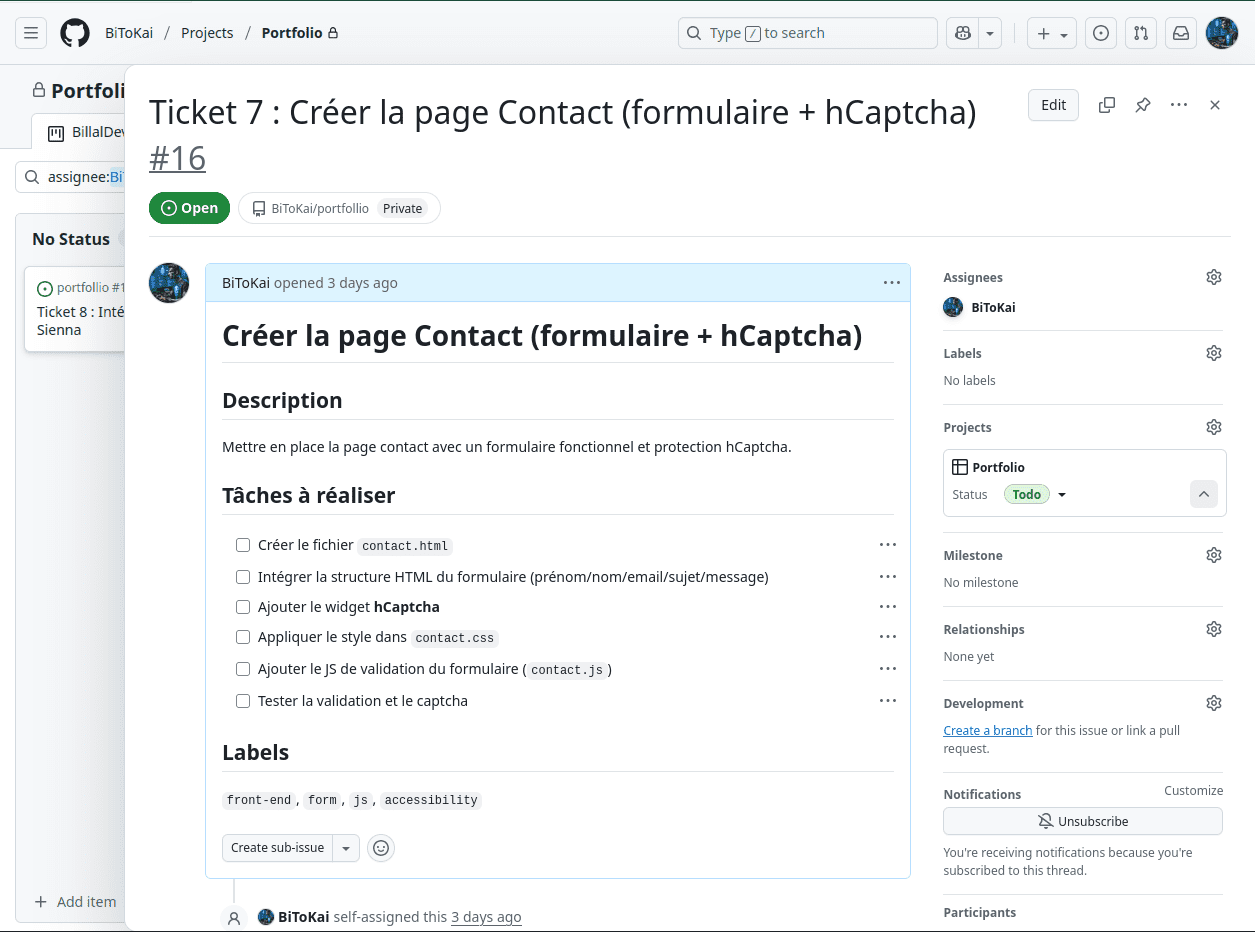 BiToKai / Projects / Portfolio
Type / to search
Portfoli
BillalDev
assignee:Bi
No Status
portfollio #1
Ticket 8 : Inté
Sienna
+ Add item
Ticket 7 : Créer la page Contact (formulaire + hCaptcha)
#16
Edit
Open
BiToKai/portfollio Private
BiToKai opened 3 days ago
Créer la page Contact (formulaire + hCaptcha)
Description
Mettre en place la page contact avec un formulaire fonctionnel et protection hCaptcha.
Tâches à réaliser
Créer le fichier contact.html
Intégrer la structure HTML du formulaire (prénom/nom/email/sujet/message)
Ajouter le widget hCaptcha
Appliquer le style dans contact.css
Ajouter le JS de validation du formulaire ( contact.js )
Tester la validation et le captcha
Labels
front-end , form , js , accessibility
Create sub-issue
BiToKai self-assigned this 3 days ago
Assignees
BiToKai
Labels
No labels
Projects
Portfolio
Status Todo
Milestone
No milestone
Relationships
None yet
Development
Create a branch for this issue or link a pull
request.
Notifications Customize
Unsubscribe
You're receiving notifications because you're
subscribed to this thread.
Participants